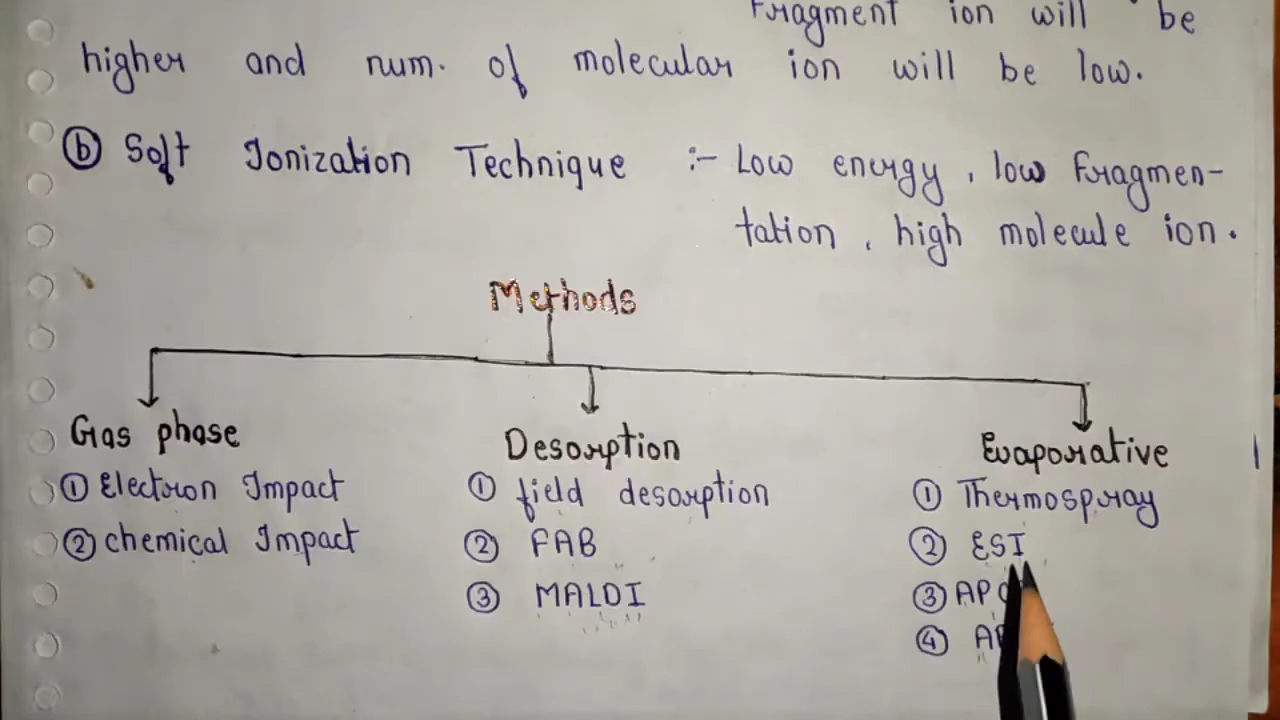 Fragment ion will be
higher and num. of molecular ion will be low.
ⓑ Soft Ionization Technique :- Low energy, low Fragmen-
tation, high molecule ion.
Methods
Gas phase
① Electron Impact
② chemical Impact
Desorption
① field desorption
② FAB
③ MALDI
Evaporative
① Thermospray
② ESI
③
④